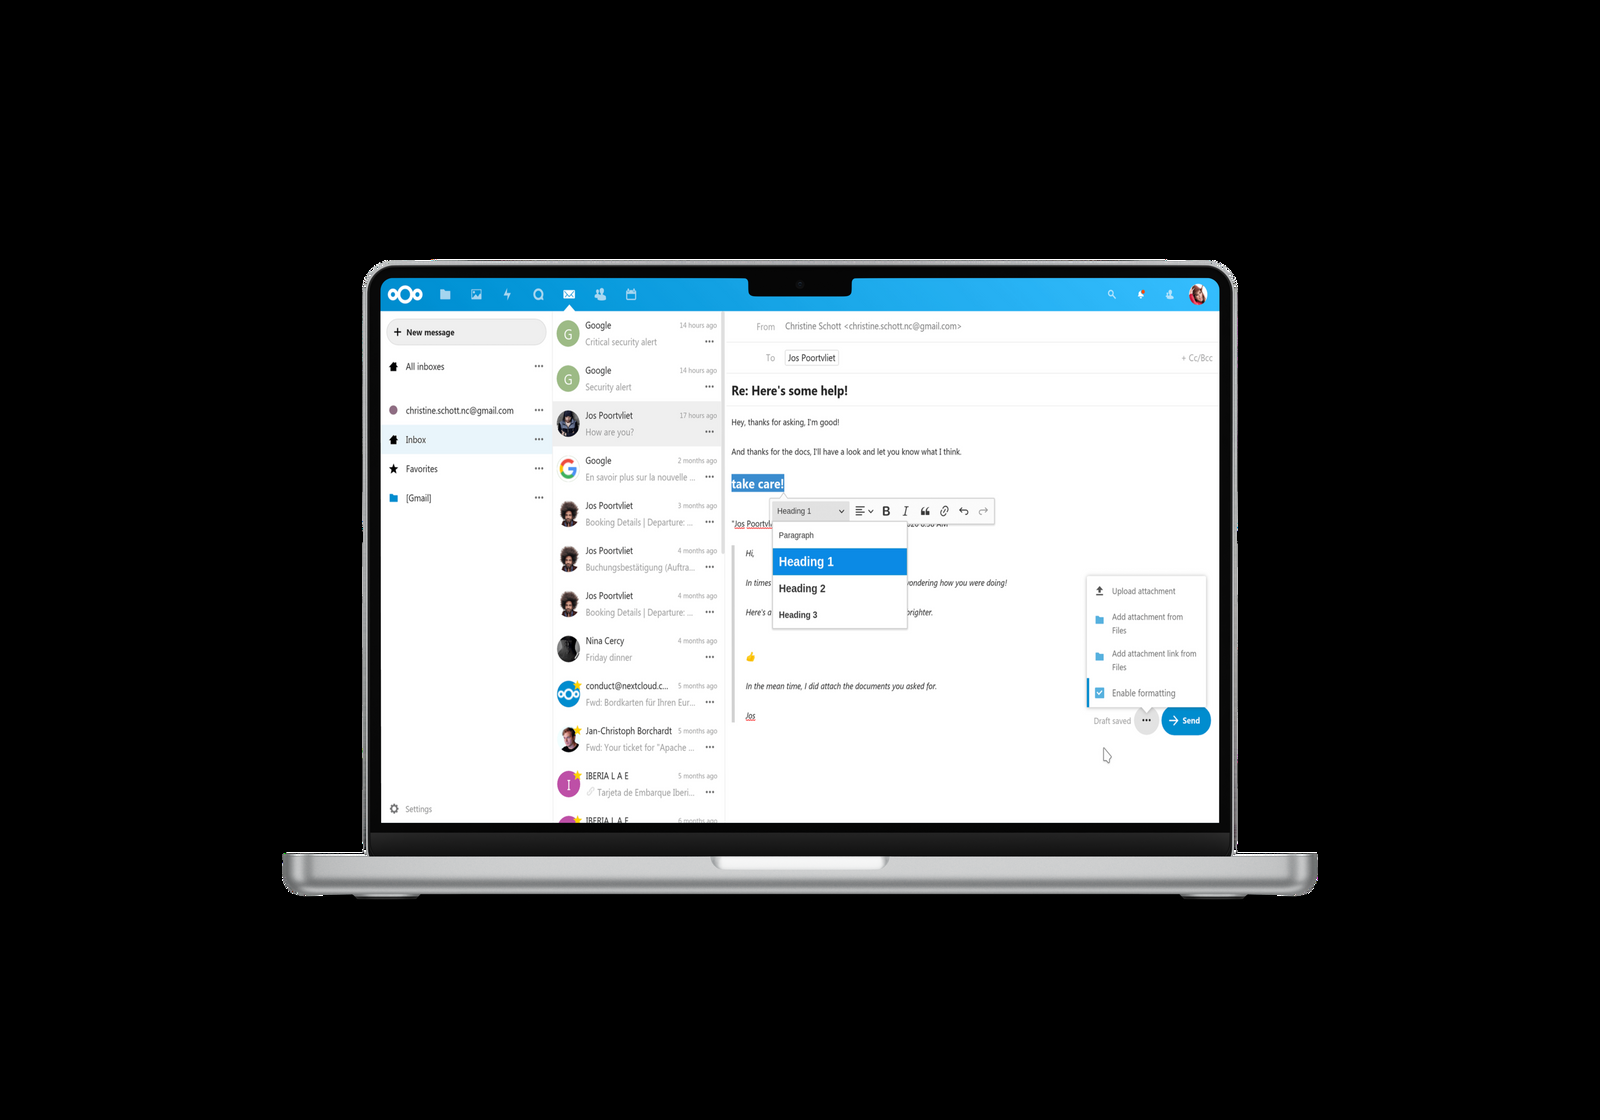 New message
All inboxes
christine.schott.nc@gmail.com
Inbox
Favorites
[Gmail]
Settings
G
Google
14 hours ago
Critical security alert
G
Google
14 hours ago
Security alert
Jos Poortvliet
17 hours ago
How are you?
Google
2 months ago
En savoir plus sur la nouvelle ...
Jos Poortvliet
3 months ago
Booking Details | Departure: ...
Jos Poortvliet
4 months ago
Buchungsbestätigung (Auftra...
Jos Poortvliet
4 months ago
Booking Details | Departure: ...
Nina Cercy
4 months ago
Friday dinner
conduct@nextcloud.c...
5 months ago
Fwd: Bordkarten für Ihren Eur...
Jan-Christoph Borchardt
5 months ago
Fwd: Your ticket for "Apache ...
I
IBERIA L A E
5 months ago
Tarjeta de Embarque Iberi...
IBERIA L A E
6 months ago
From
Christine Schott <christine.schott.nc@gmail.com>
To
Jos Poortvliet
+ Cc/Bcc
Re: Here's some help!
Hey, thanks for asking, I'm good!
And thanks for the docs, I'll have a look and let you know what I think.
take care!
Heading 1
B
I
"Jos
Paragraph
Heading 1
Heading 2
Heading 3
Hi,
In times
wondering how you were doing!
Here's a
brighter.
In the mean time, I did attach the documents you asked for.
Jos
Upload attachment
Add attachment from
Files
Add attachment link from
Files
Enable formatting
Draft saved
Send